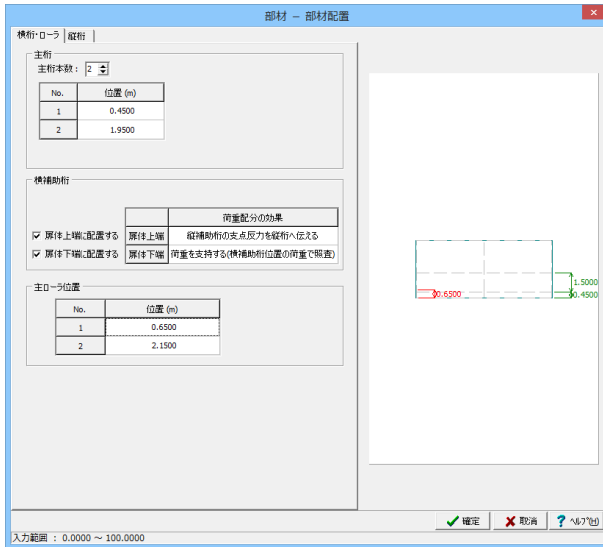 部材 － 部材配置
横桁・ローラ 縦桁
主桁
主桁本数： 2
No. 位置 (m)
1 0.4500
2 1.9500
横補助桁
荷重配分の効果
扉体上端に配置する 扉体上端 縦補助桁の支点反力を縦桁へ伝える
扉体下端に配置する 扉体下端 荷重を支持する(横補助桁位置の荷重で照査)
主ローラ位置
No. 位置 (m)
1 0.6500
2 2.1500
1.5000
0.6500 0.4500
確定 取消 ? ヘルプ(H)
入力範囲 ： 0.0000 ～ 100.0000